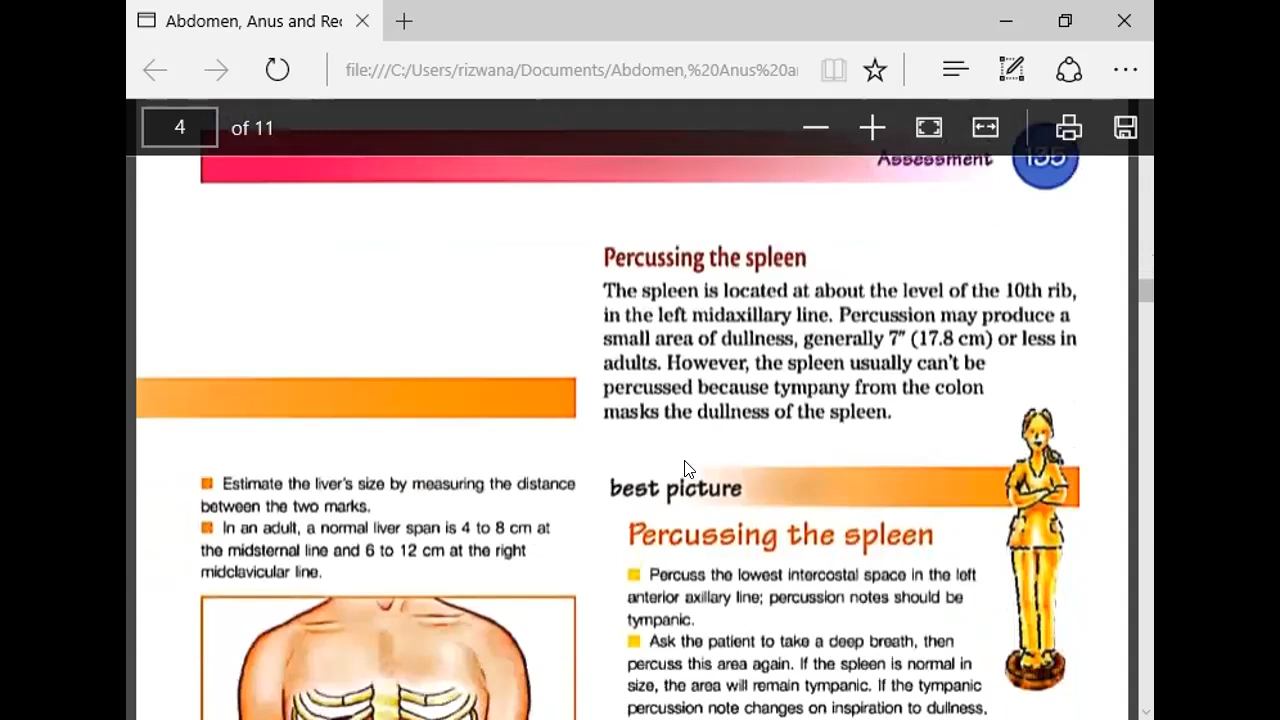 Abdomen, Anus and Rec
file:///C:/Users/rizwana/Documents/Abdomen,%20Anus%20a
4 of 11
Assessment 135
Percussing the spleen
The spleen is located at about the level of the 10th rib,
in the left midaxillary line. Percussion may produce a
small area of dullness, generally 7″ (17.8 cm) or less in
adults. However, the spleen usually can't be
percussed because tympany from the colon
masks the dullness of the spleen.
Estimate the liver's size by measuring the distance
between the two marks.
In an adult, a normal liver span is 4 to 8 cm at
the midsternal line and 6 to 12 cm at the right
midclavicular line.
best picture
Percussing the spleen
Percuss the lowest intercostal space in the left
anterior axillary line; percussion notes should be
tympanic.
Ask the patient to take a deep breath, then
percuss this area again. If the spleen is normal in
size, the area will remain tympanic. If the tympanic
percussion note changes on inspiration to dullness,